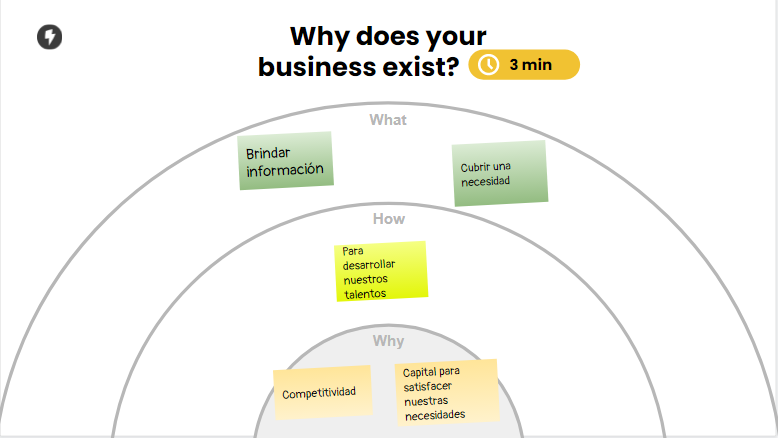 Why does your
business exist?
3 min
What
Brindar
información
Cubrir una
necesidad
How
Para
desarrollar
nuestros
talentos
Why
Competitividad
Capital para
satisfacer
nuestras
necesidades